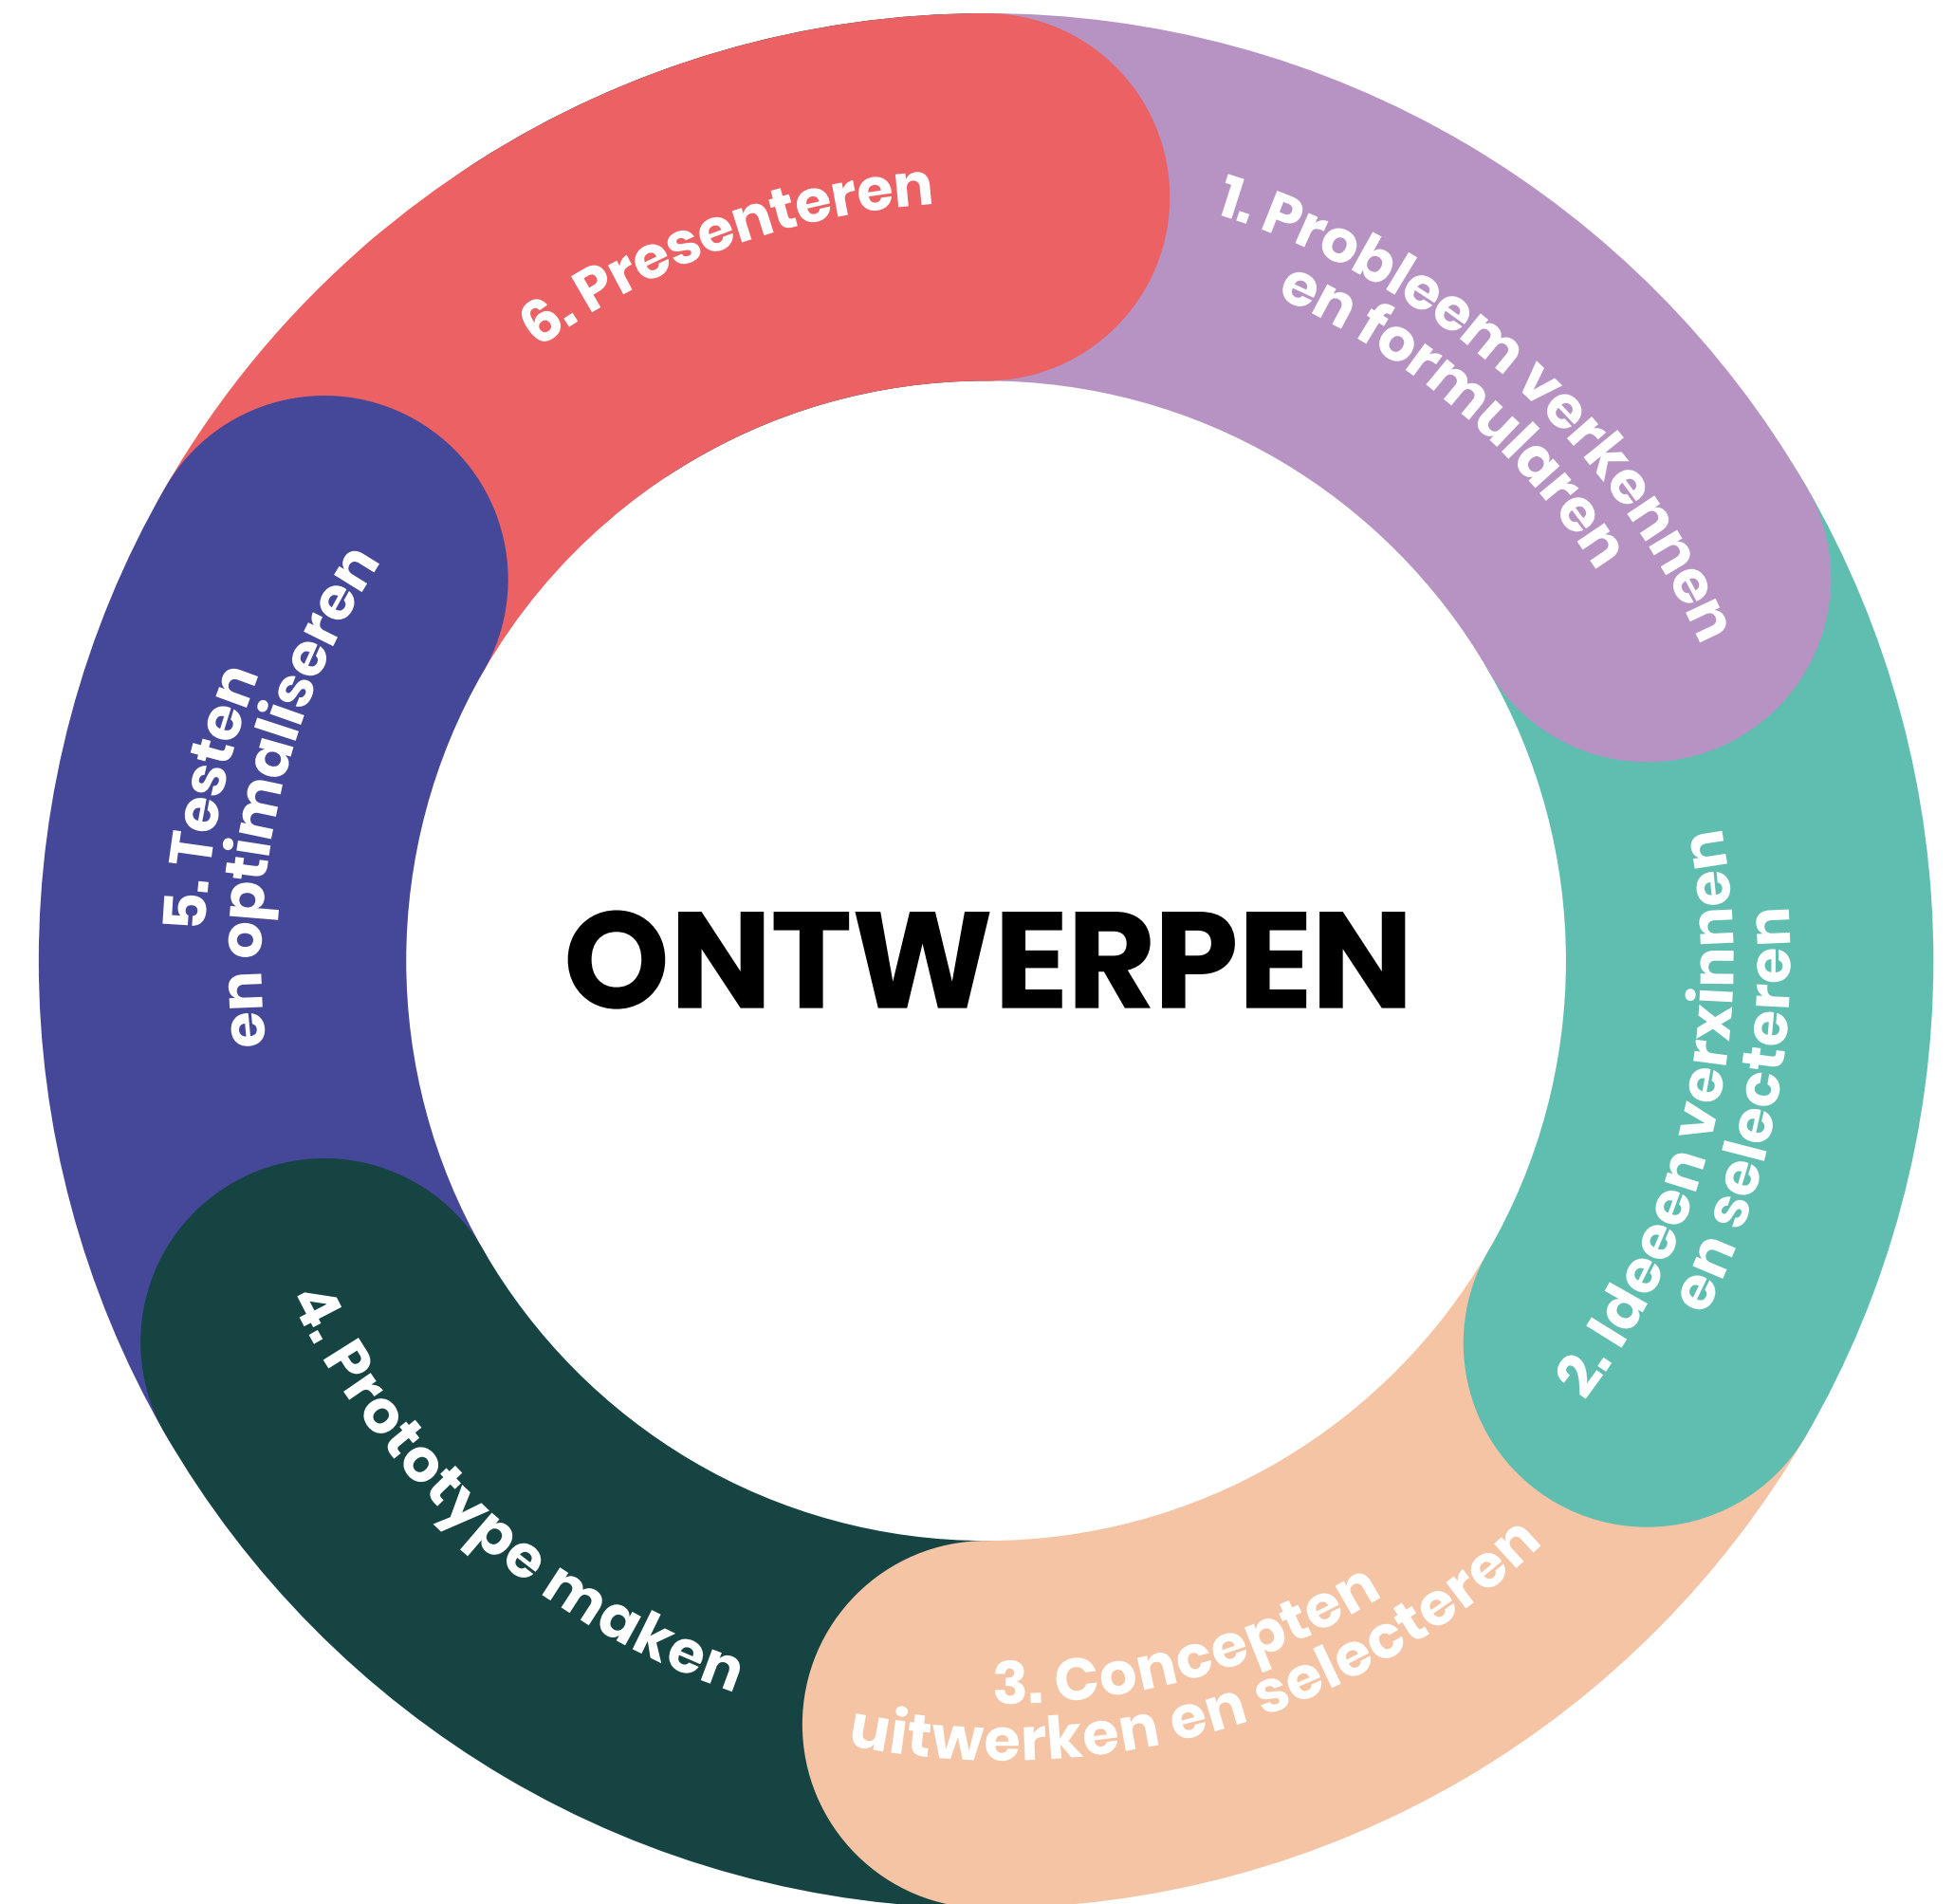 ONTWERPEN
1. Probleem verkennen
en formularen
2. Ideeen verxinnen
en selecteren
3. Concepten
uitwerken en selecteren
4. Prototype maken
5. Testen
en optimaliseren
6. Pressenteren